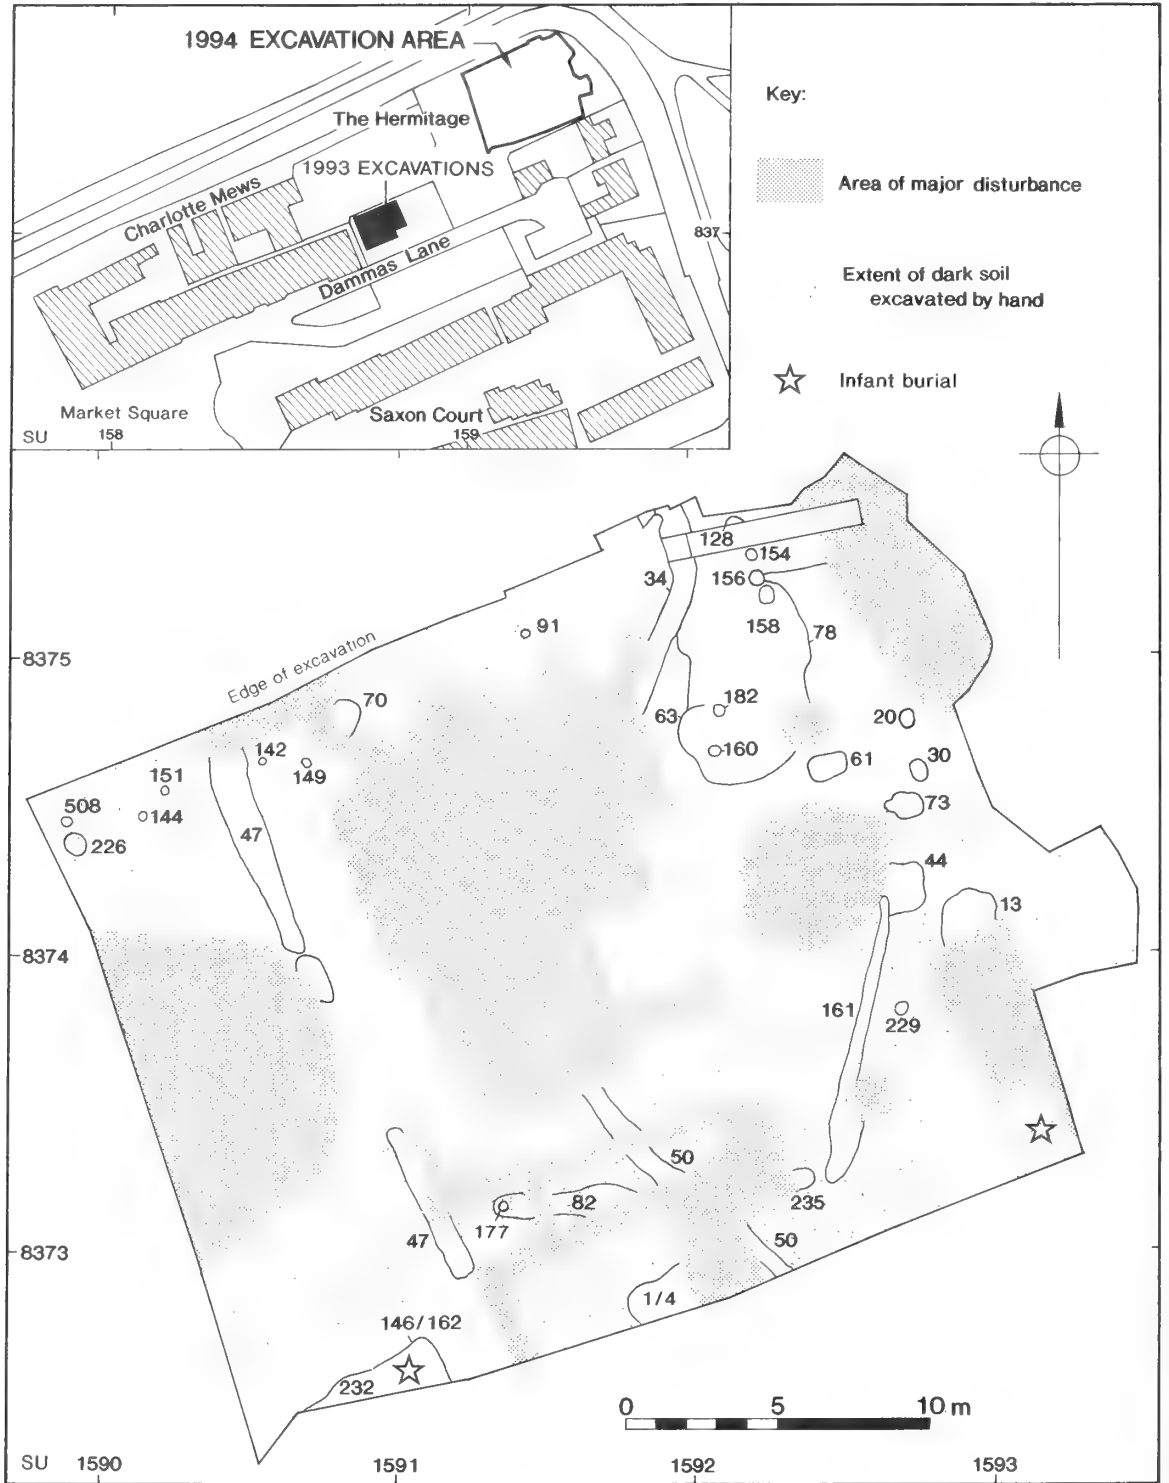 1994 EXCAVATION AREA
The Hermitage
1993 EXCAVATIONS
Charlotte Mews
Dammas Lane
837
Market Square
Saxon Court
SU
158
159
Key:
Area of major disturbance
Extent of dark soil
excavated by hand
Infant burial
128
154
34
156
158
78
91
8375
Edge of excavation
70
182
63
20
142
160
61
30
151
149
73
508
144
226
47
44
13
8374
161
229
50
82
235
177
47
50
8373
1/4
146/162
232
0
5
10 m
SU
1590
1591
1592
1593